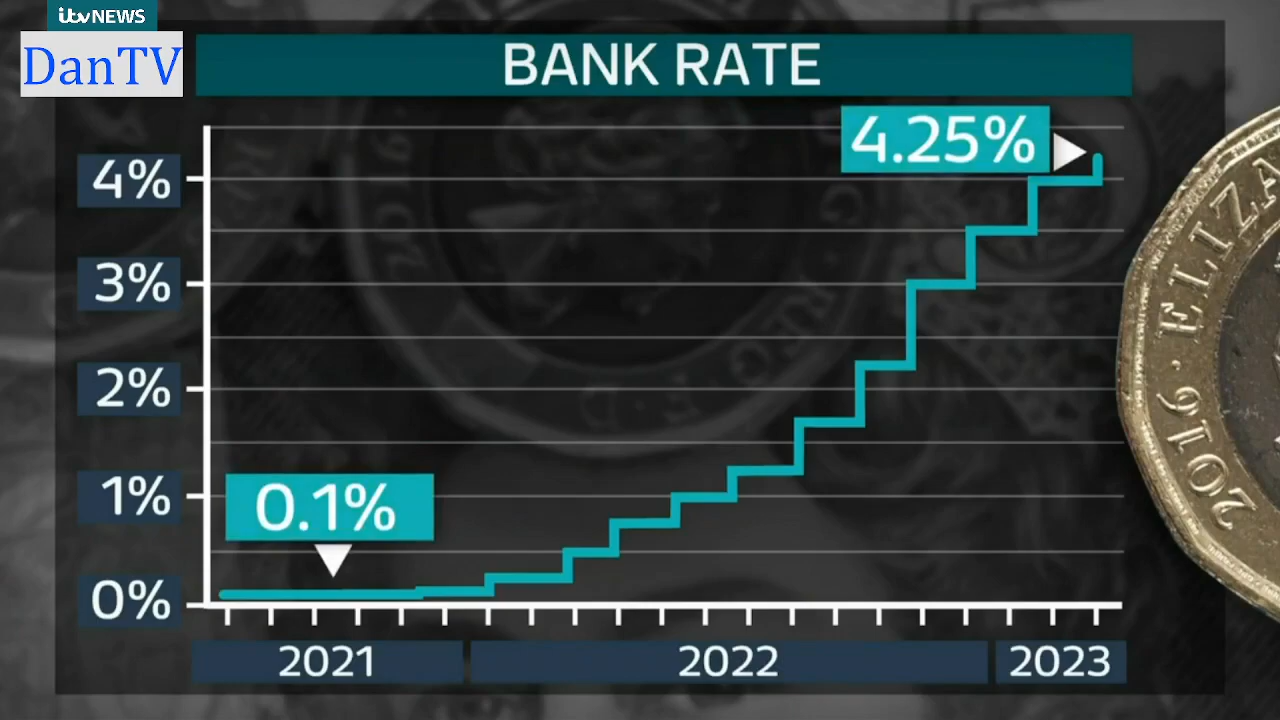 itv NEWS
DanTV
BANK RATE
4.25%
4%
3%
2%
1%
0.1%
0%
2021
2022
2023
2016 · ELIZA